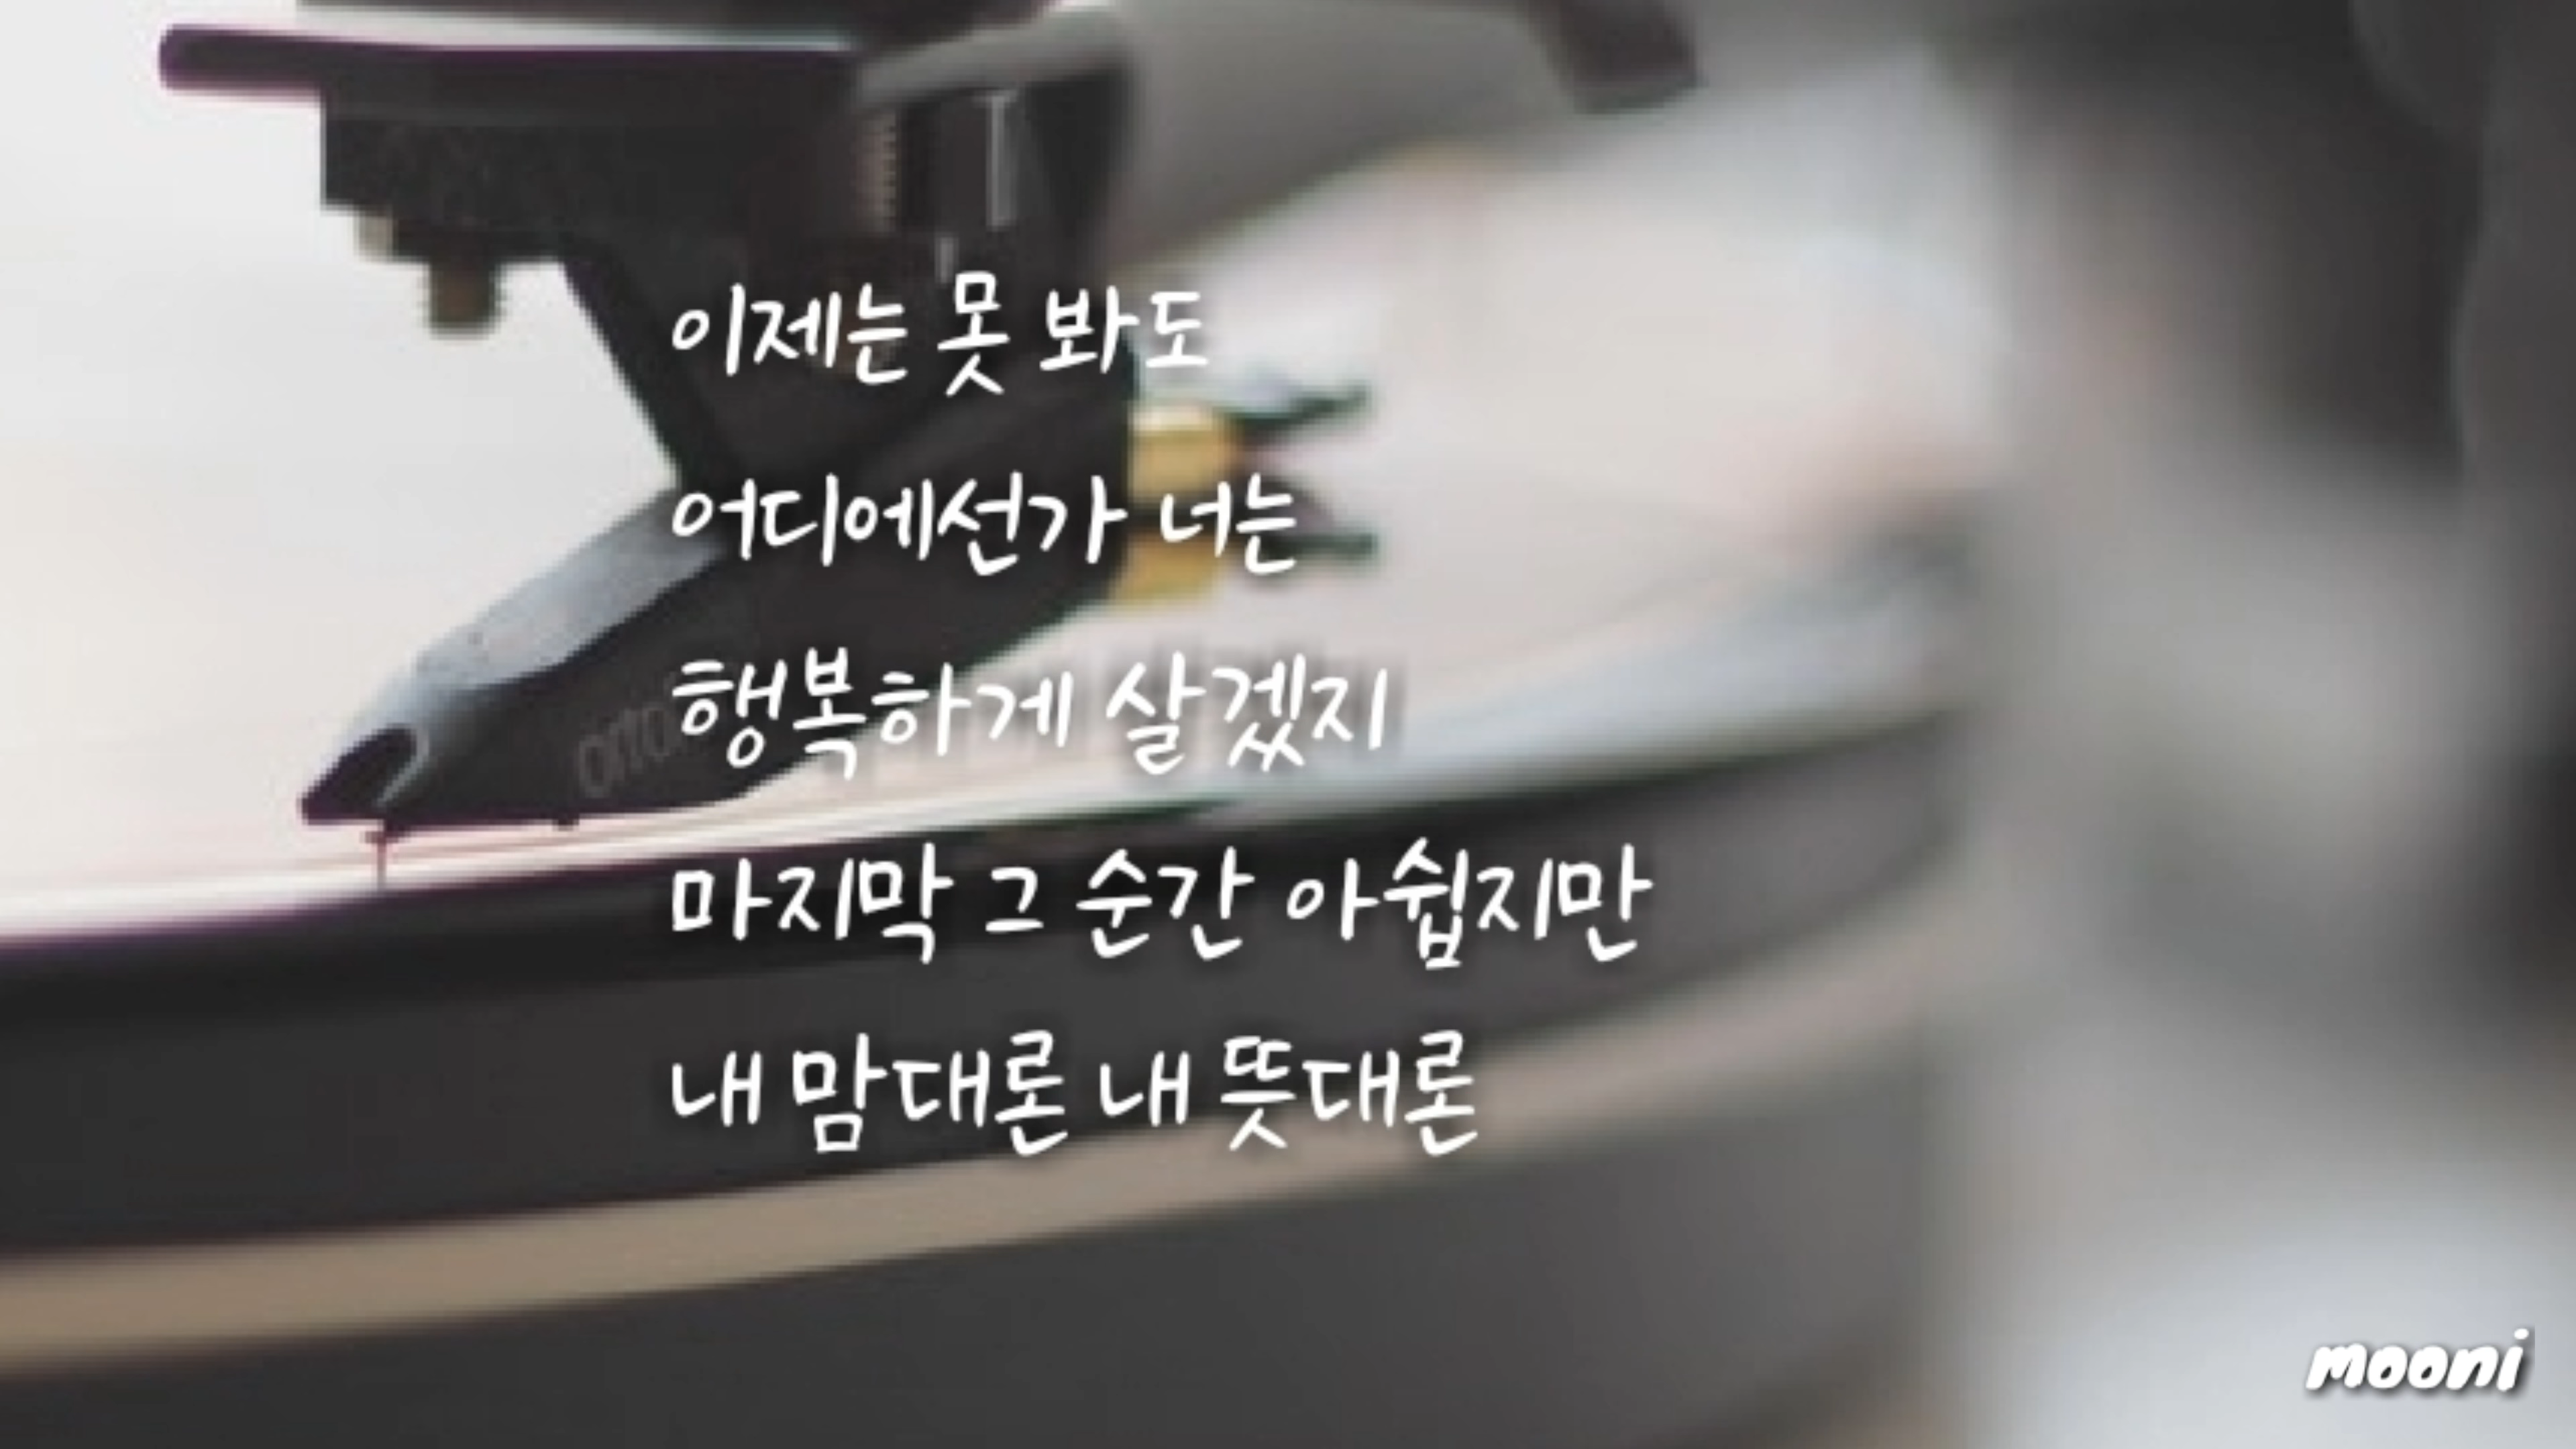 이제는 못 봐도
어디에선가 너는
행복하게 살겠지
마지막 그 순간 아쉽지만
내 맘대론 내 뜻대론
mooni